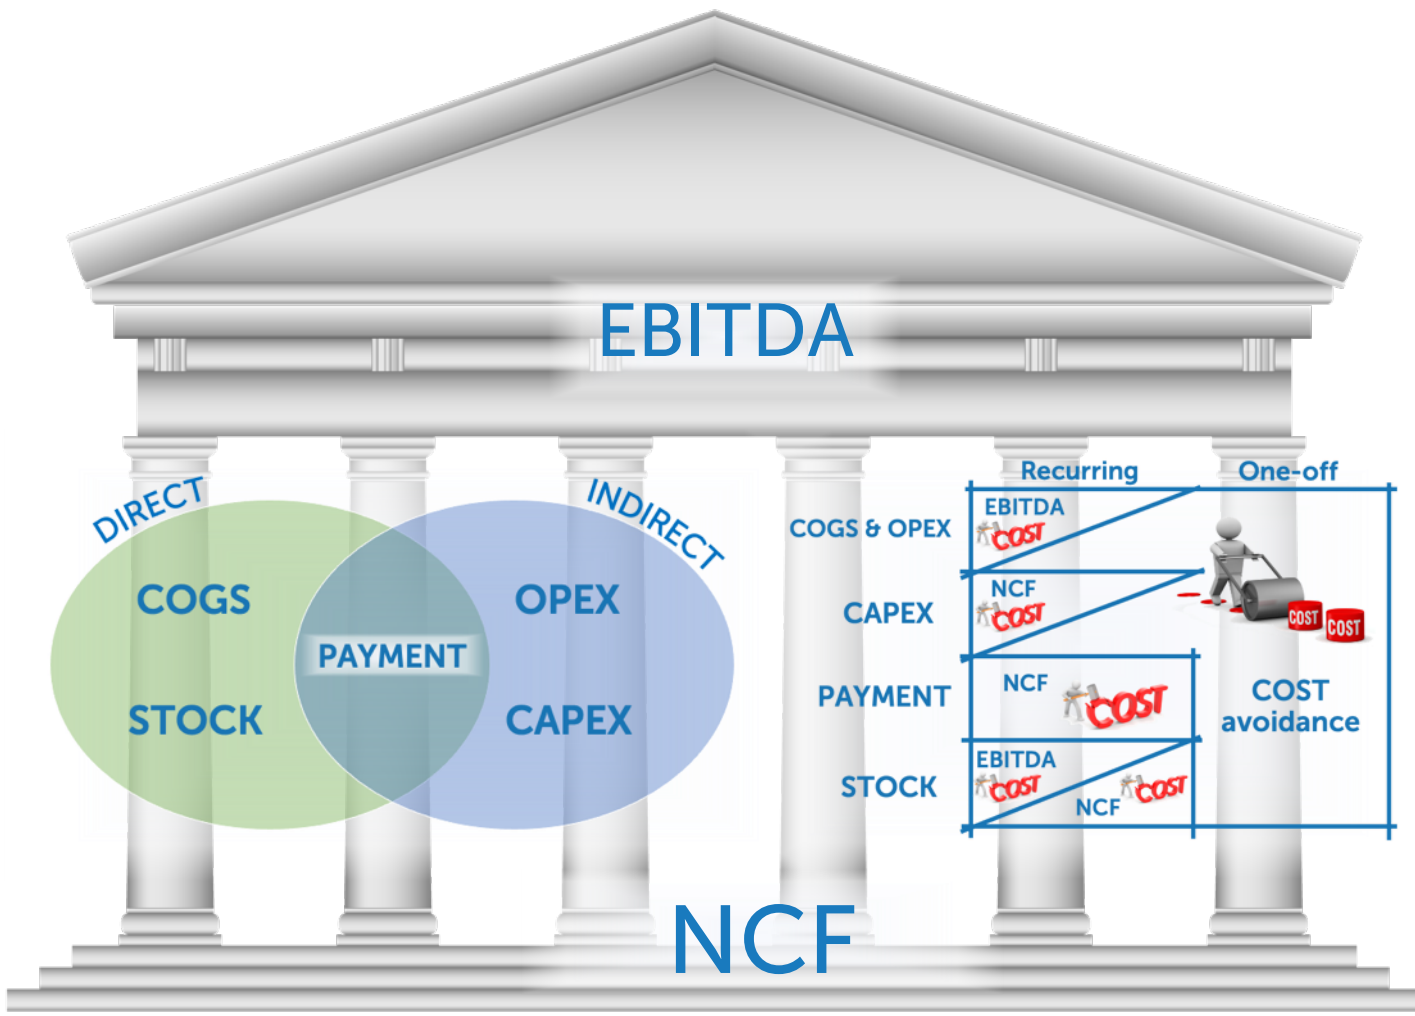 EBITDA
DIRECT
INDIRECT
COGS
OPEX
PAYMENT
STOCK
CAPEX
Recurring
One-off
COGS & OPEX
EBITDA
COST
CAPEX
NCF
COST
COST
COST
PAYMENT
NCF
COST
COST
avoidance
STOCK
EBITDA
COST
NCF
COST
NCF